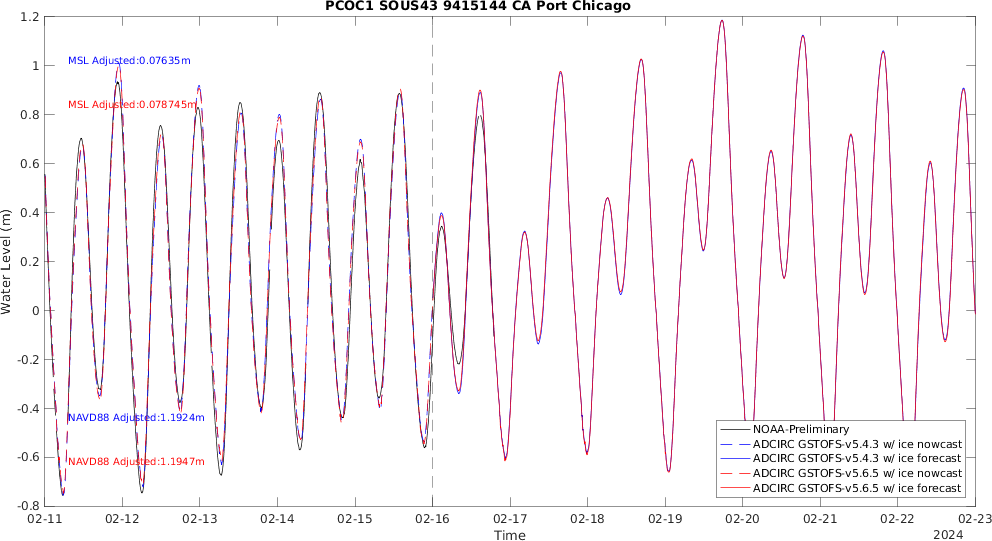 PCOC1 SOUS43 9415144 CA Port Chicago
1.2
1
0.8
0.6
0.4
0.2
0
-0.2
-0.4
-0.6
-0.8
Water Level (m)
MSL Adjusted:0.07635m
MSL Adjusted:0.078745m
NAVD88 Adjusted:1.1924m
NAVD88 Adjusted:1.1947m
NOAA-Preliminary
ADCIRC GSTOFS-v5.4.3 w/ ice nowcast
ADCIRC GSTOFS-v5.4.3 w/ ice forecast
ADCIRC GSTOFS-v5.6.5 w/ ice nowcast
ADCIRC GSTOFS-v5.6.5 w/ ice forecast
02-11 02-12 02-13 02-14 02-15 02-16 02-17 02-18 02-19 02-20 02-21 02-22 02-23
Time
2024